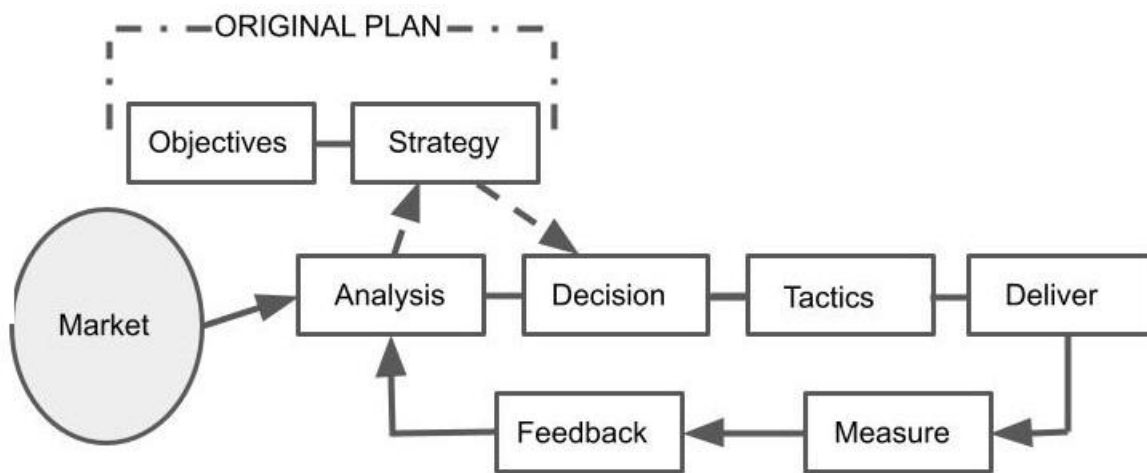 ORIGINAL PLAN
Objectives
Strategy
Market
Analysis
Decision
Tactics
Deliver
Feedback
Measure